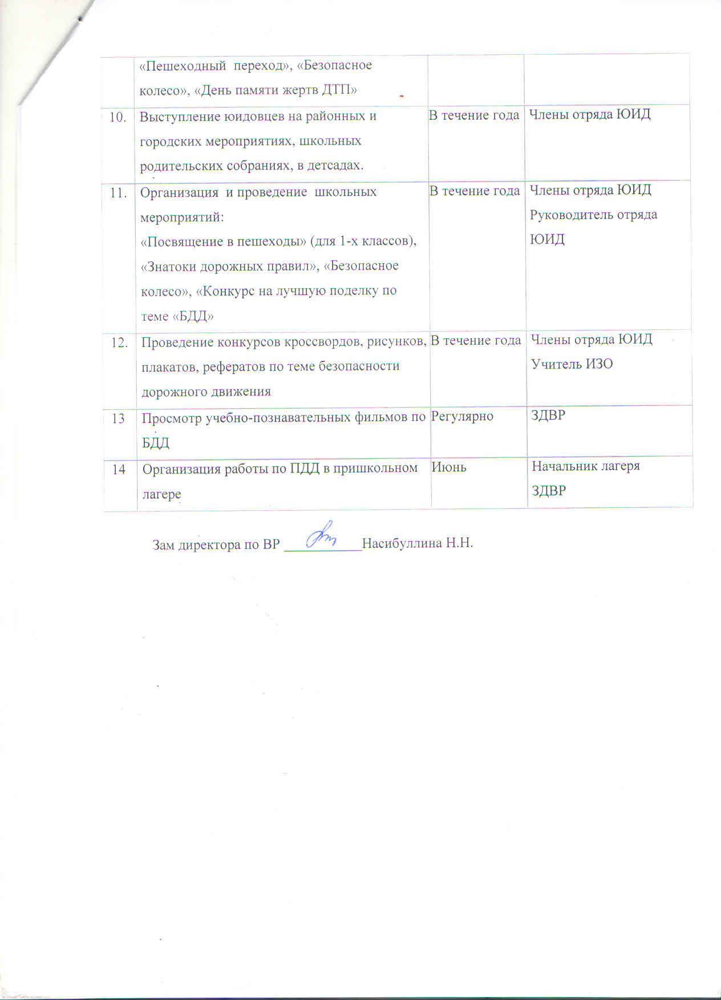 «Пешеходный переход», «Безопасное
колесо», «День памяти жертв ДТП»
10. Выступление юидовцев на районных и В течение года Члены отряда ЮИД
городских мероприятиях, школьных
родительских собраниях, в детсадах.
11. Организация и проведение школьных В течение года Члены отряда ЮИД
мероприятий: Руководитель отряда
«Посвящение в пешеходы» (для 1-х классов), ЮИД
«Знатоки дорожных правил», «Безопасное
колесо», «Конкурс на лучшую поделку по
теме «БДД»
12. Проведение конкурсов кроссвордов, рисунков, В течение года Члены отряда ЮИД
плакатов, рефератов по теме безопасности Учитель ИЗО
дорожного движения
13 Просмотр учебно-познавательных фильмов по Регулярно ЗДВР
БДД
14 Организация работы по ПДД в пришкольном Июнь Начальник лагеря
лагере ЗДВР
Зам директора по ВР ___________Насибуллина Н.Н.